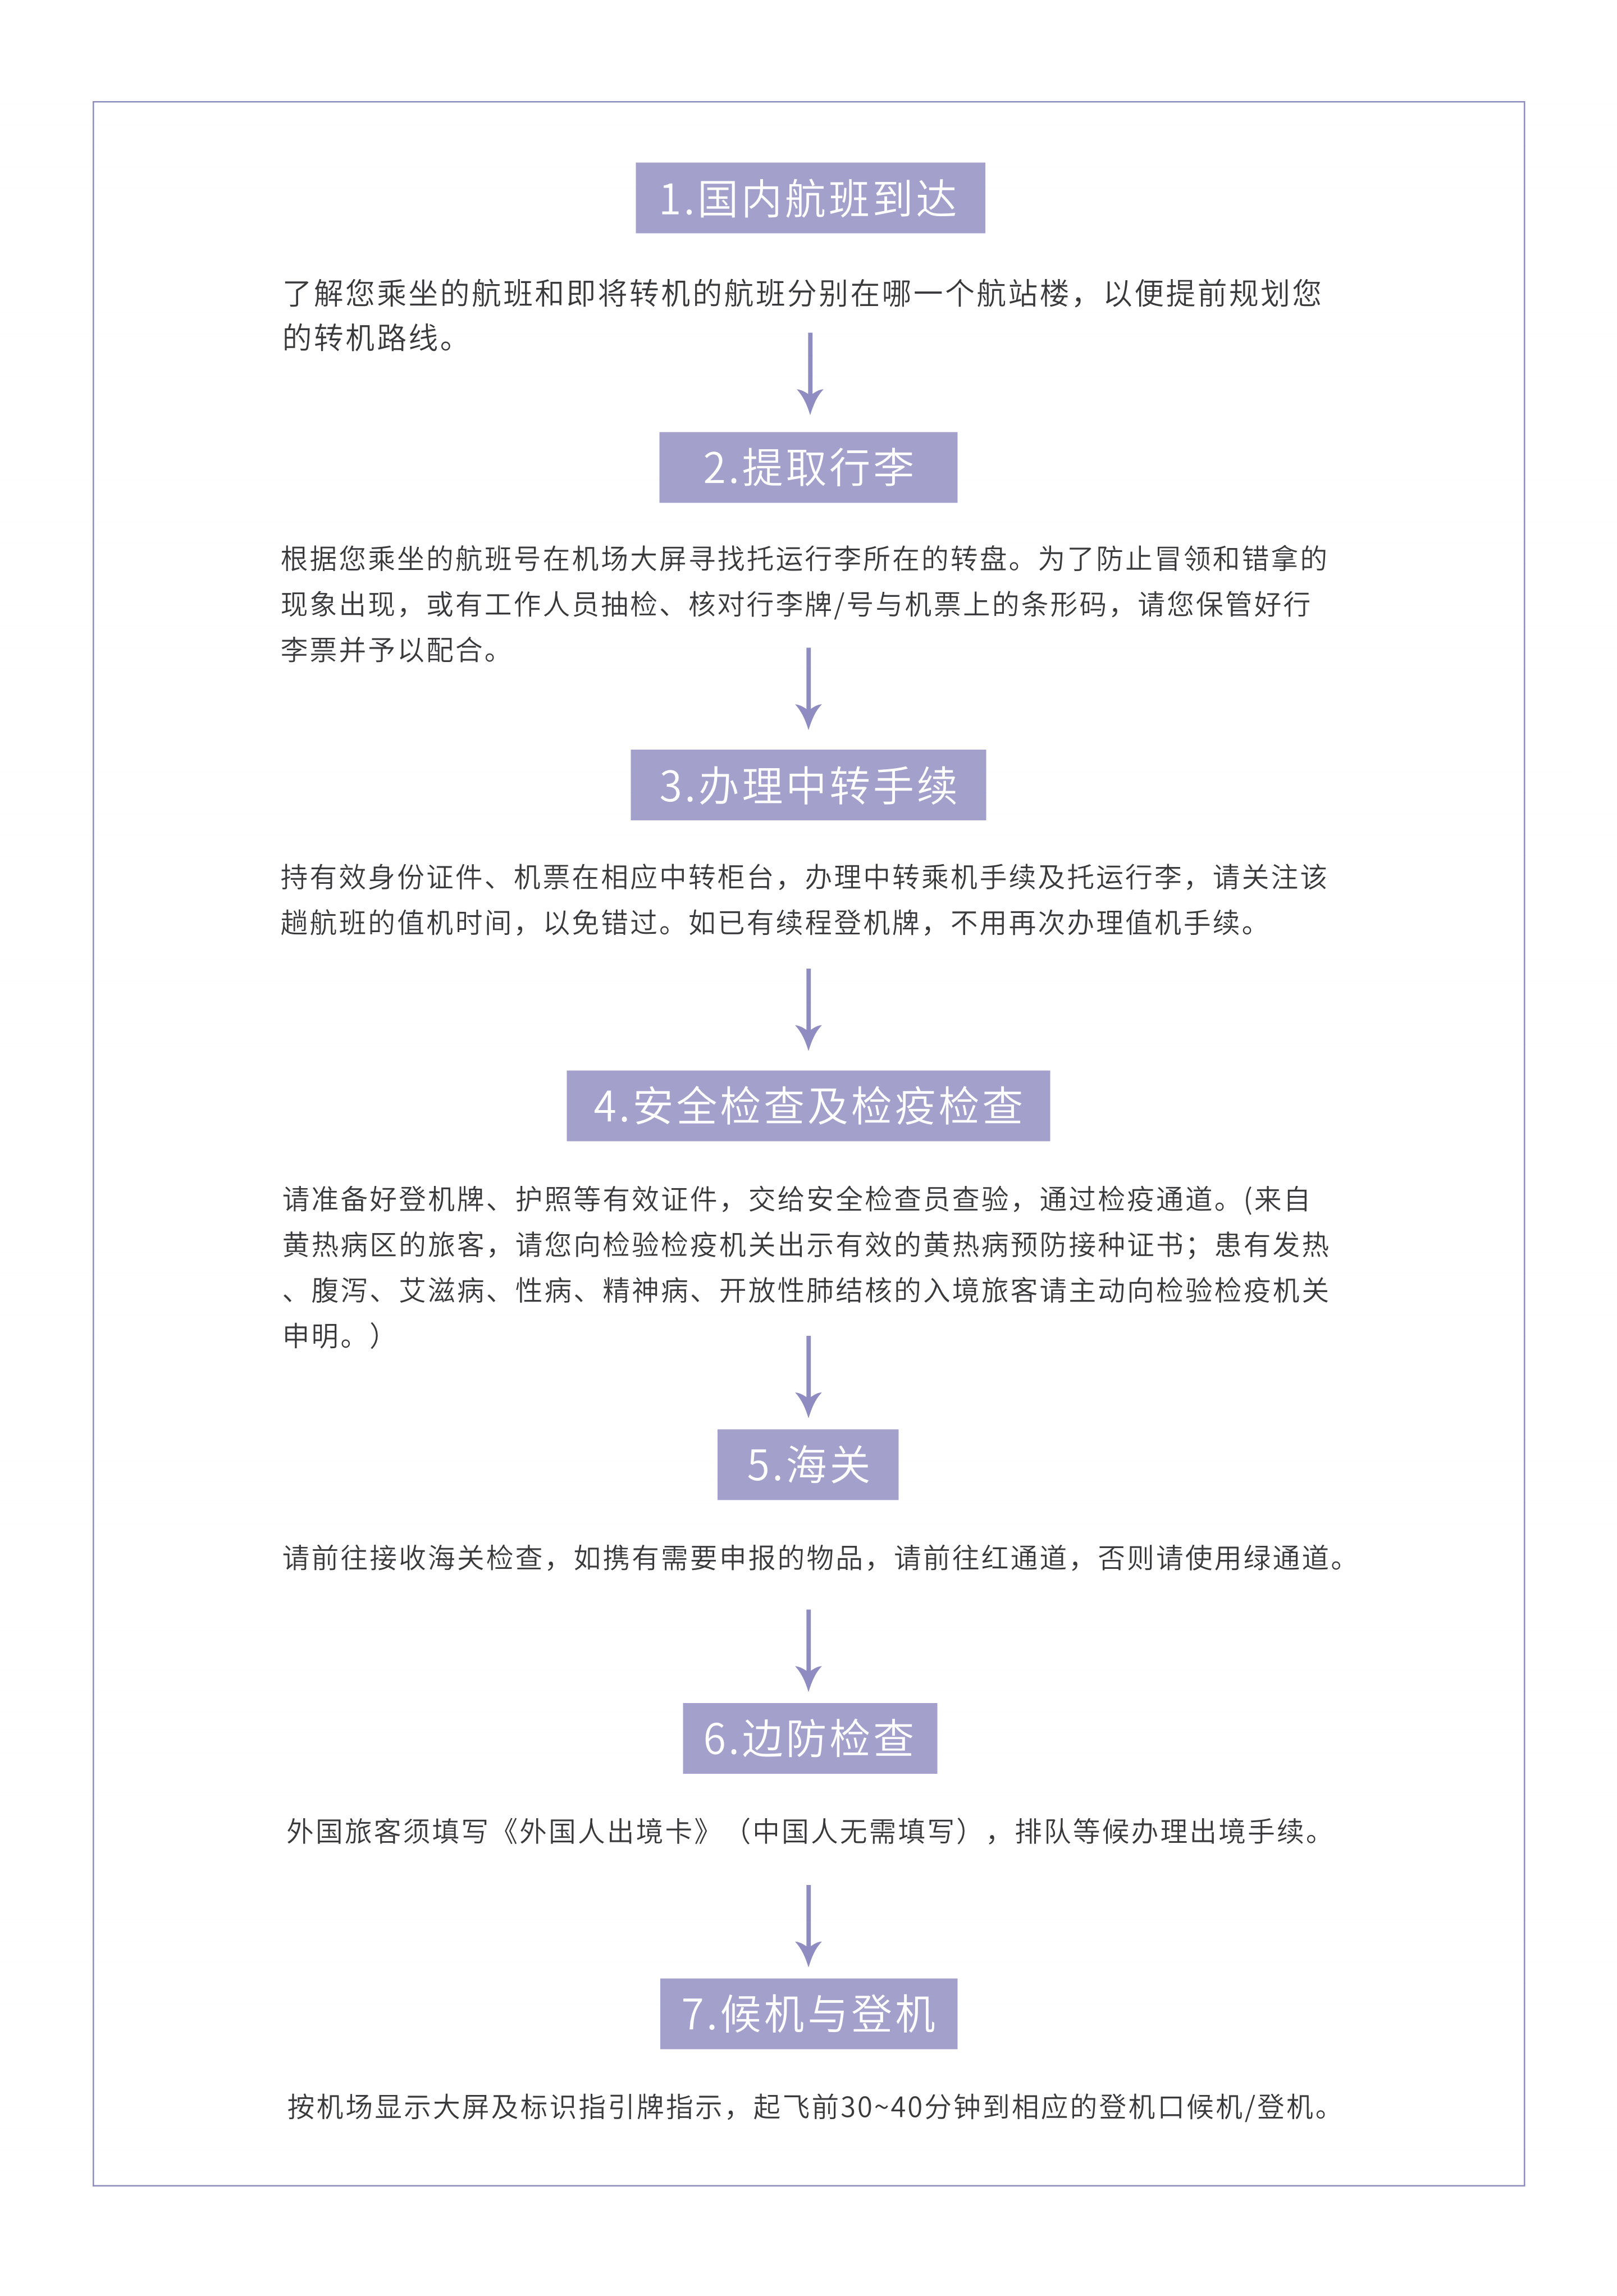 1.国内航班到达
了解您乘坐的航班和即将转机的航班分别在哪一个航站楼，以便提前规划您
的转机路线。
2.提取行李
根据您乘坐的航班号在机场大屏寻找托运行李所在的转盘。为了防止冒领和错拿的
现象出现，或有工作人员抽检、核对行李牌/号与机票上的条形码，请您保管好行
李票并予以配合。
3.办理中转手续
持有效身份证件、机票在相应中转柜台，办理中转乘机手续及托运行李，请关注该
趟航班的值机时间，以免错过。如已有续程登机牌，不用再次办理值机手续。
4.安全检查及检疫检查
请准备好登机牌、护照等有效证件，交给安全检查员查验，通过检疫通道。(来自
黄热病区的旅客，请您向检验检疫机关出示有效的黄热病预防接种证书；患有发热
、腹泻、艾滋病、性病、精神病、开放性肺结核的入境旅客请主动向检验检疫机关
申明。）
5.海关
请前往接收海关检查，如携有需要申报的物品，请前往红通道，否则请使用绿通道。
6.边防检查
外国旅客须填写《外国人出境卡》（中国人无需填写），排队等候办理出境手续。
7.候机与登机
按机场显示大屏及标识指引牌指示，起飞前30~40分钟到相应的登机口候机/登机。